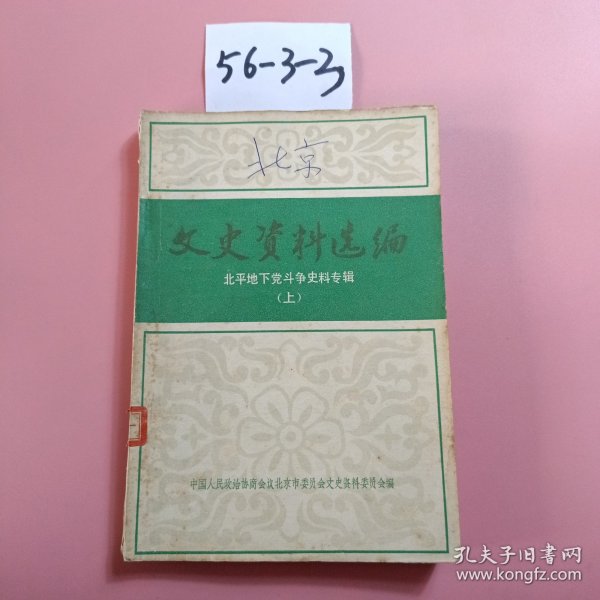 56-3-3
北京
文史资料选编
北平地下党斗争史料专辑
（上）
中国人民政治协商会议北京市委员会文史资料委员会编
孔夫子旧书网
www.kongfz.com